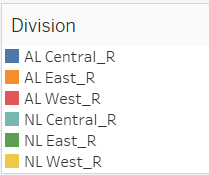 Division
AL Central_R
AL East_R
AL West_R
NL Central_R
NL East_R
NL West_R